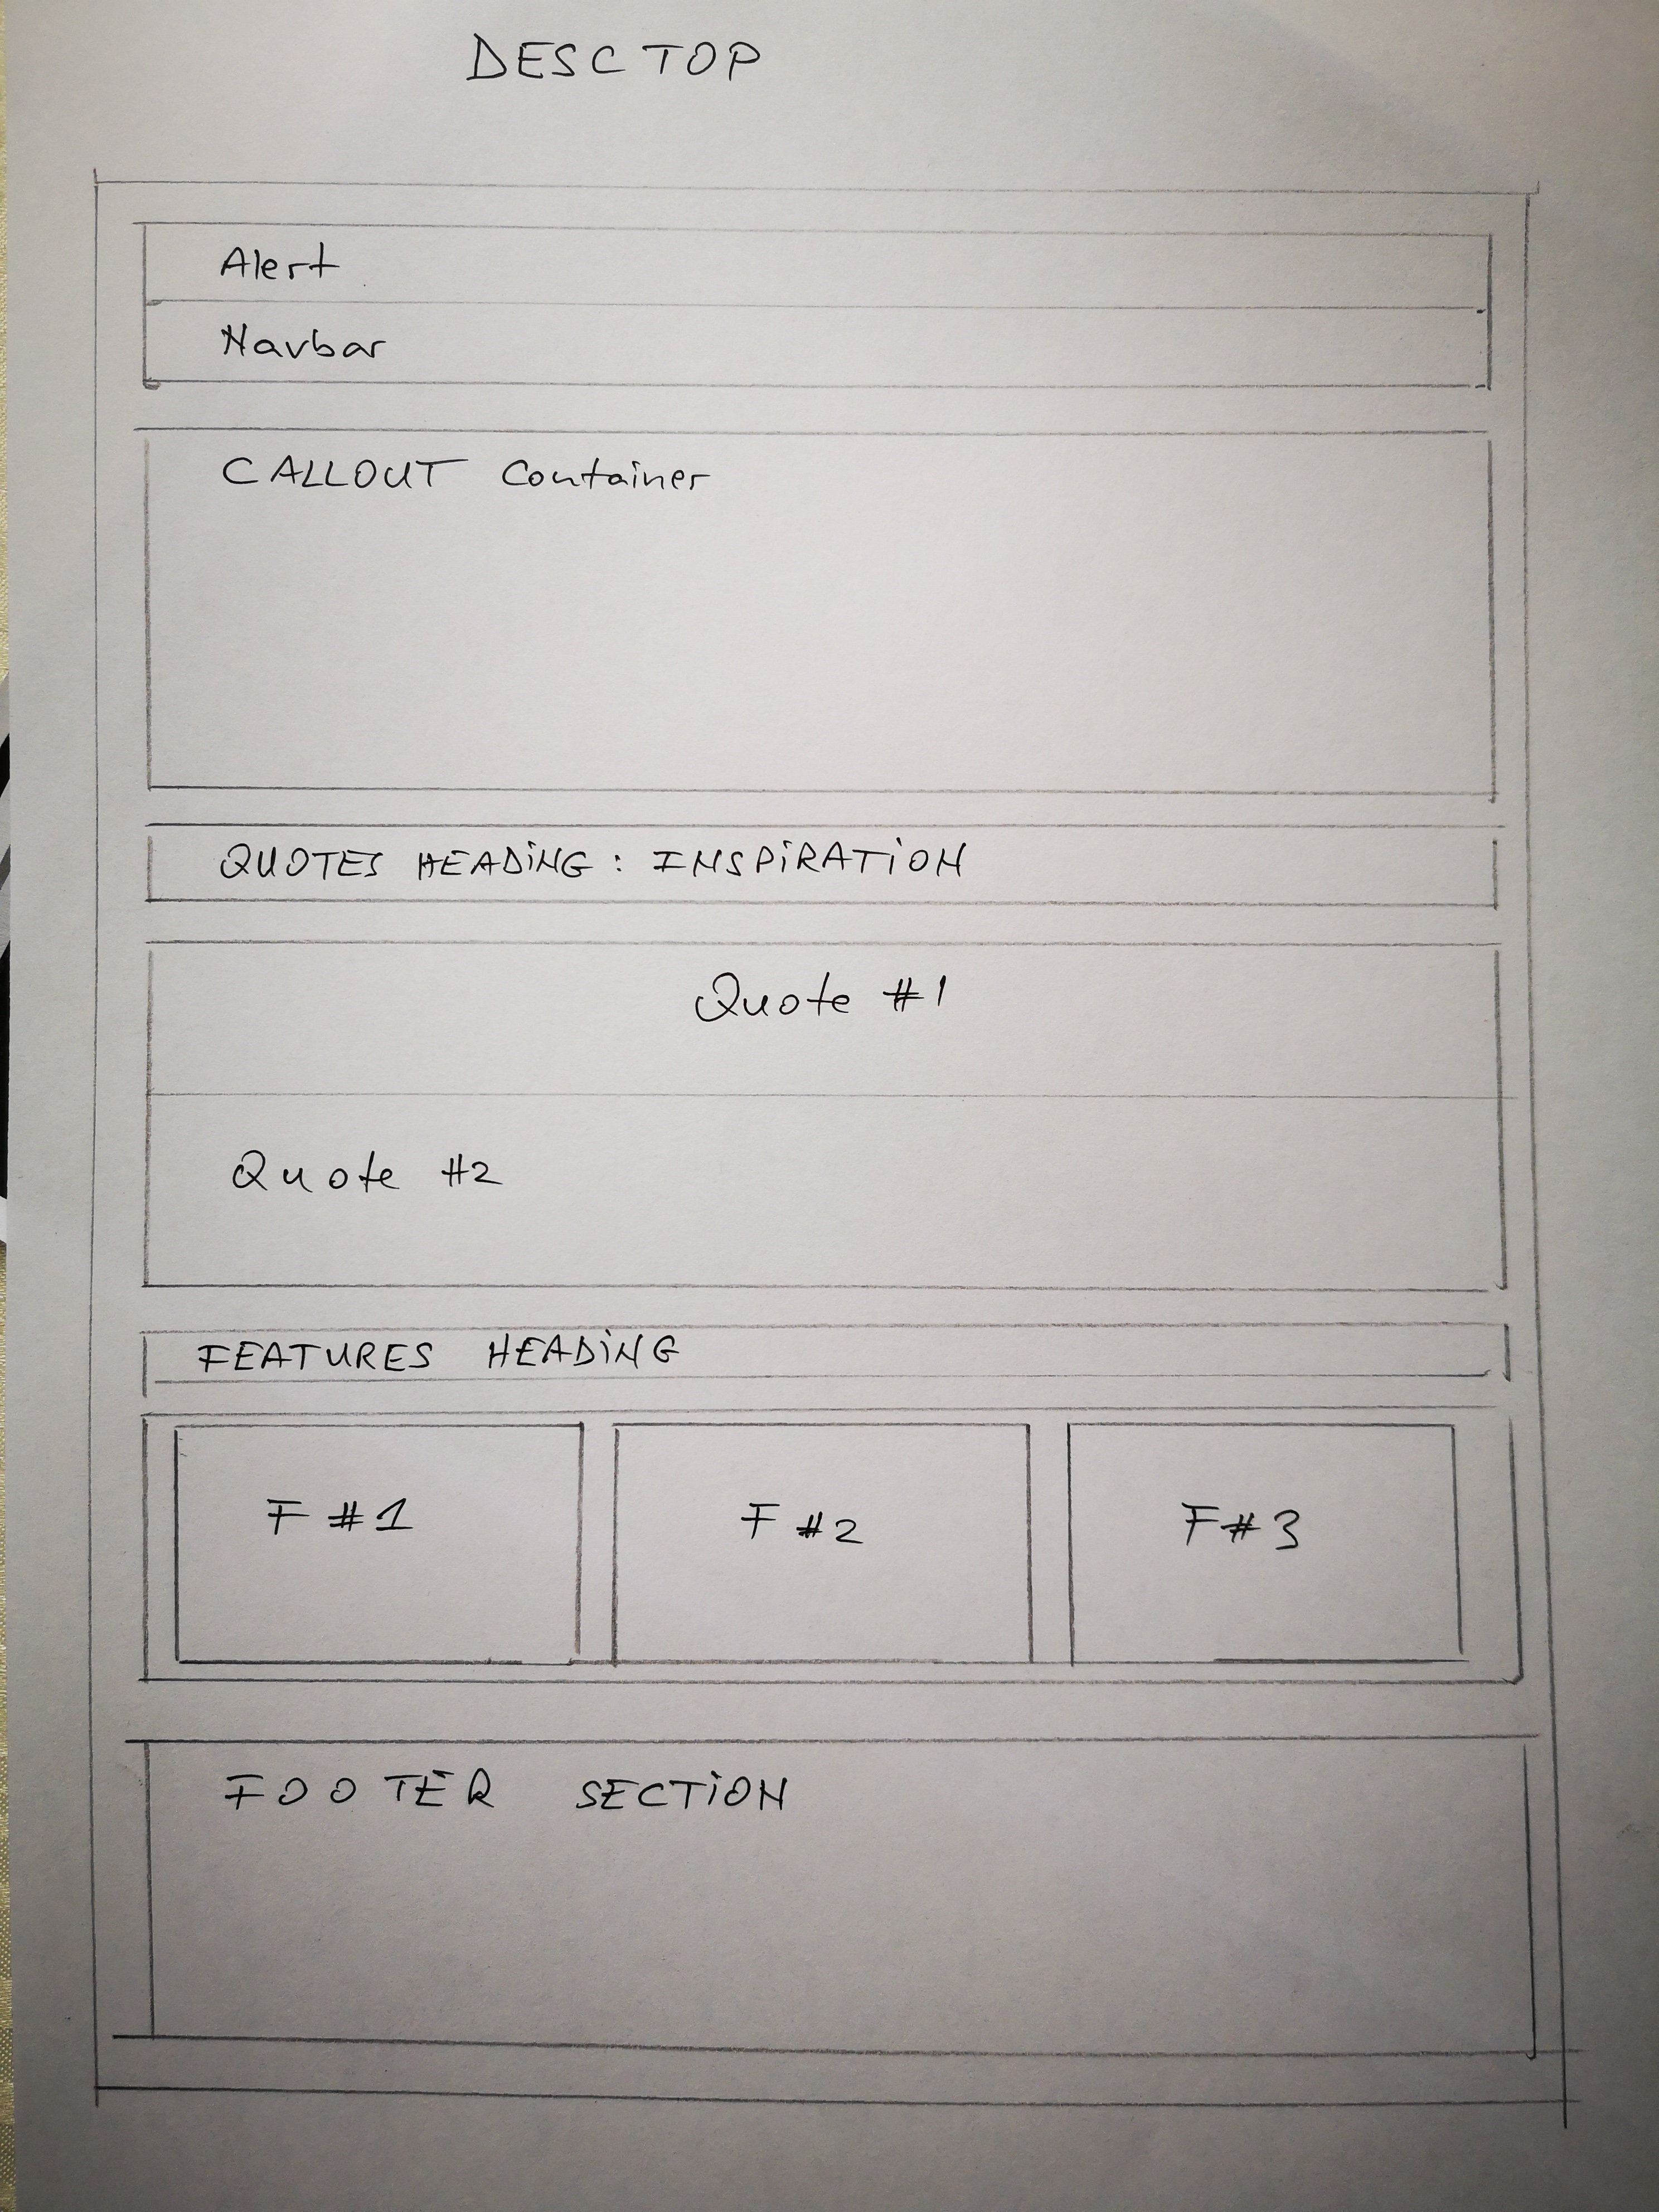 DESCTOP
Alert
Navbar
CALLOUT Container
QUOTES HEADING: INSPIRATION
Quote #1
Quote #2
FEATURES HEADING
F #1 F #2 F #3
FOOTER SECTION